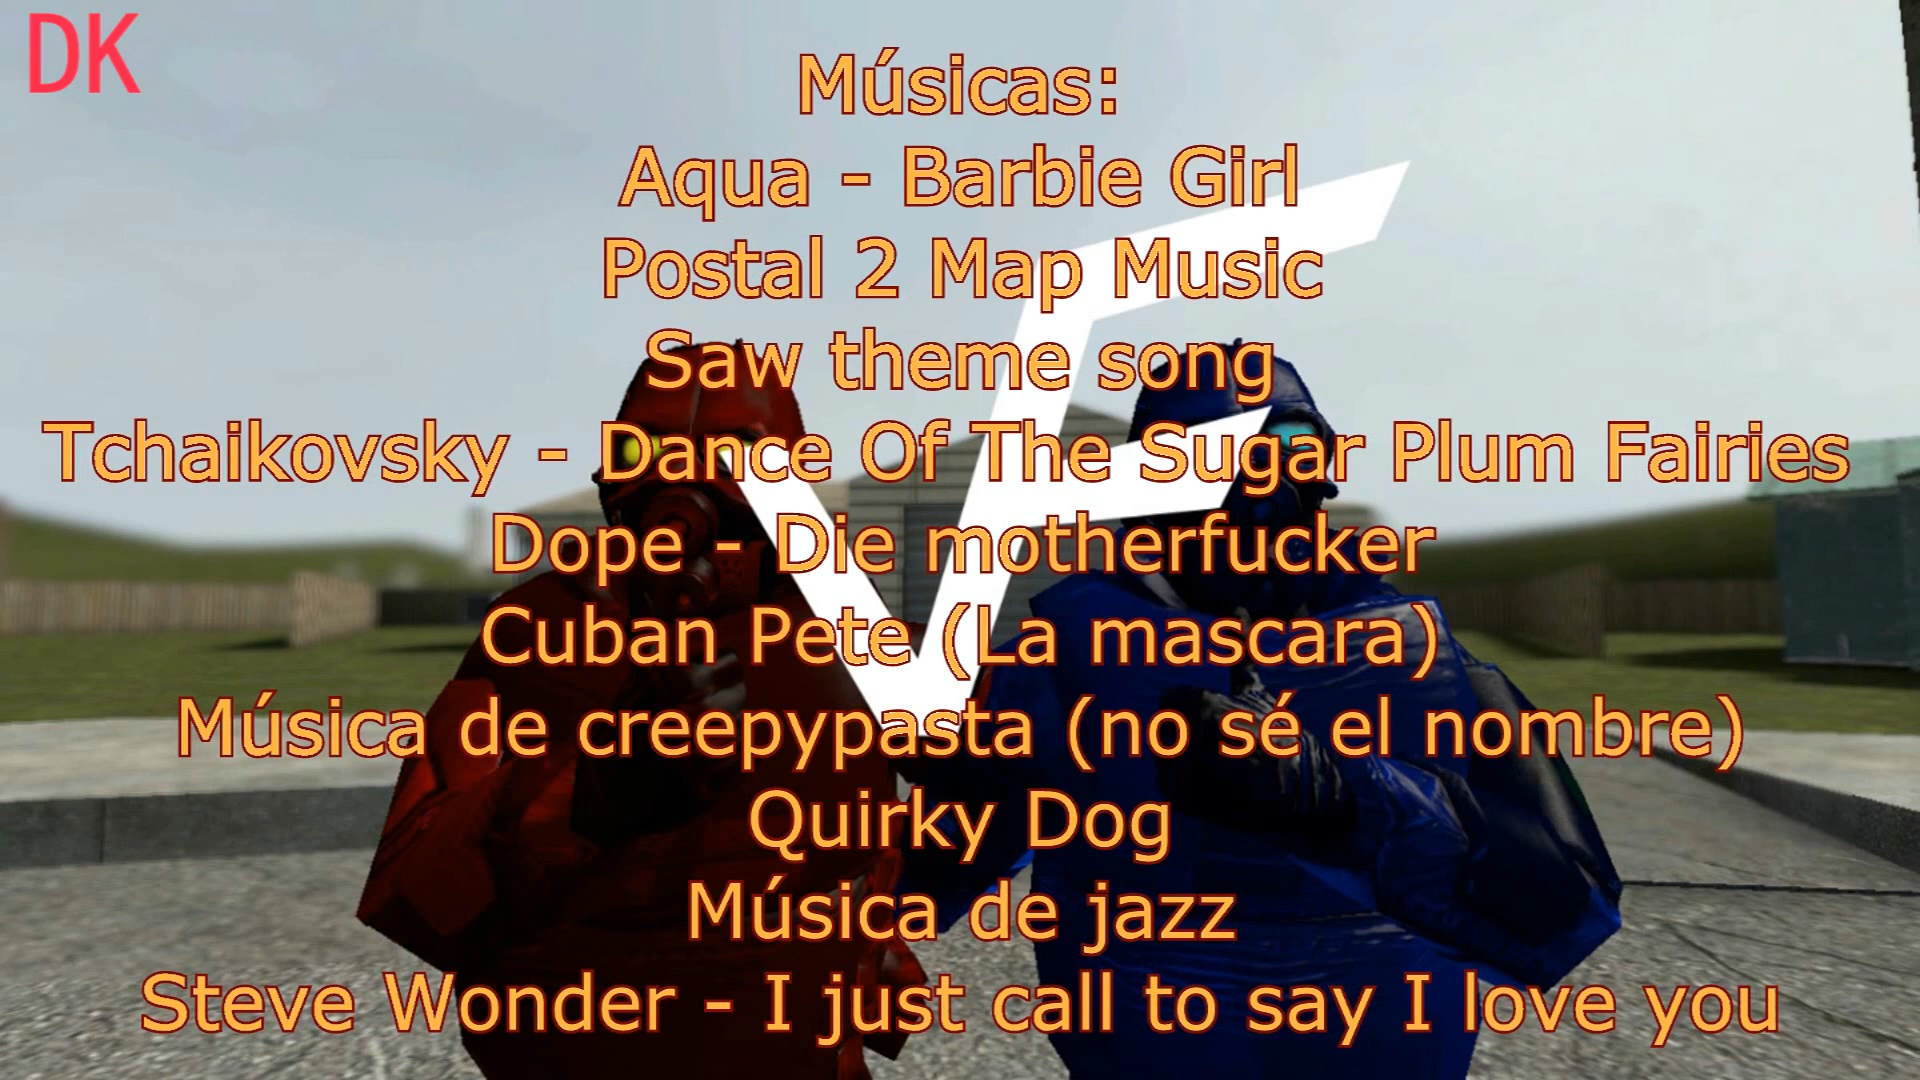 DK
Músicas:
Aqua - Barbie Girl
Postal 2 Map Music
Saw theme song
Tchaikovsky - Dance Of The Sugar Plum Fairies
Dope - Die motherfucker
Cuban Pete (La mascara)
Música de creepypasta (no sé el nombre)
Quirky Dog
Música de jazz
Steve Wonder - I just call to say I love you